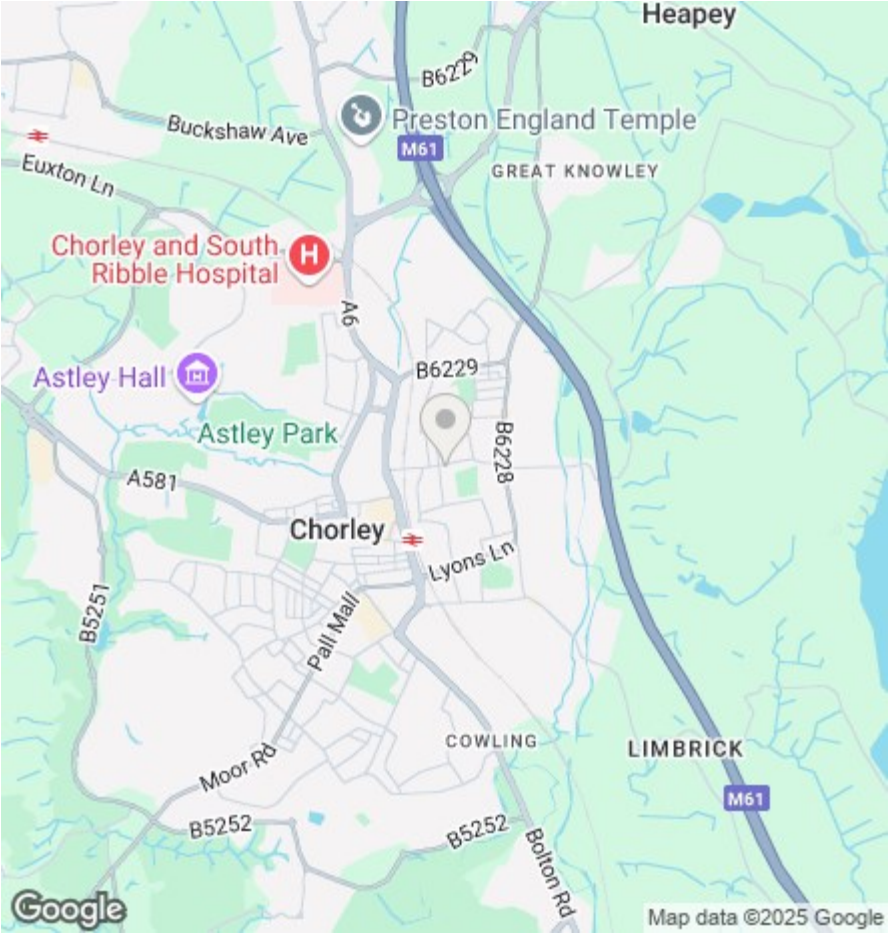 Heapey
B6229
Buckshaw Ave
Preston England Temple
M61
Euxton Ln
GREAT KNOWLEY
Chorley and South
Ribble Hospital
H
A6
B6229
Astley Hall
Astley Park
B6228
A581
Chorley
Lyons Ln
B5251
Pall Mall
COWLING
LIMBRICK
Moor Rd
M61
B5252
B5252
Bolton Rd
Google
Map data ©2025 Google